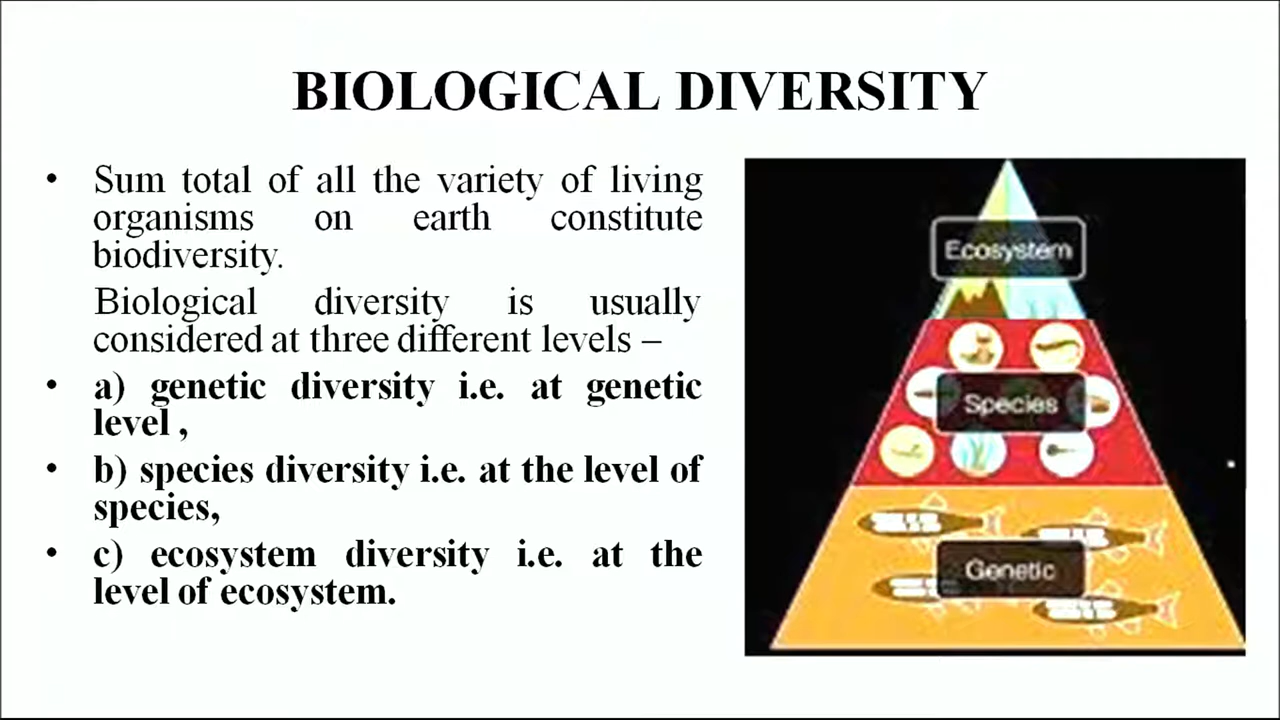 BIOLOGICAL DIVERSITY
• Sum total of all the variety of living
organisms on earth constitute
biodiversity.
Biological diversity is usually
considered at three different levels –
• a) genetic diversity i.e. at genetic
level ,
• b) species diversity i.e. at the level of
species,
• c) ecosystem diversity i.e. at the
level of ecosystem.
Ecosystem
Species
Genetic